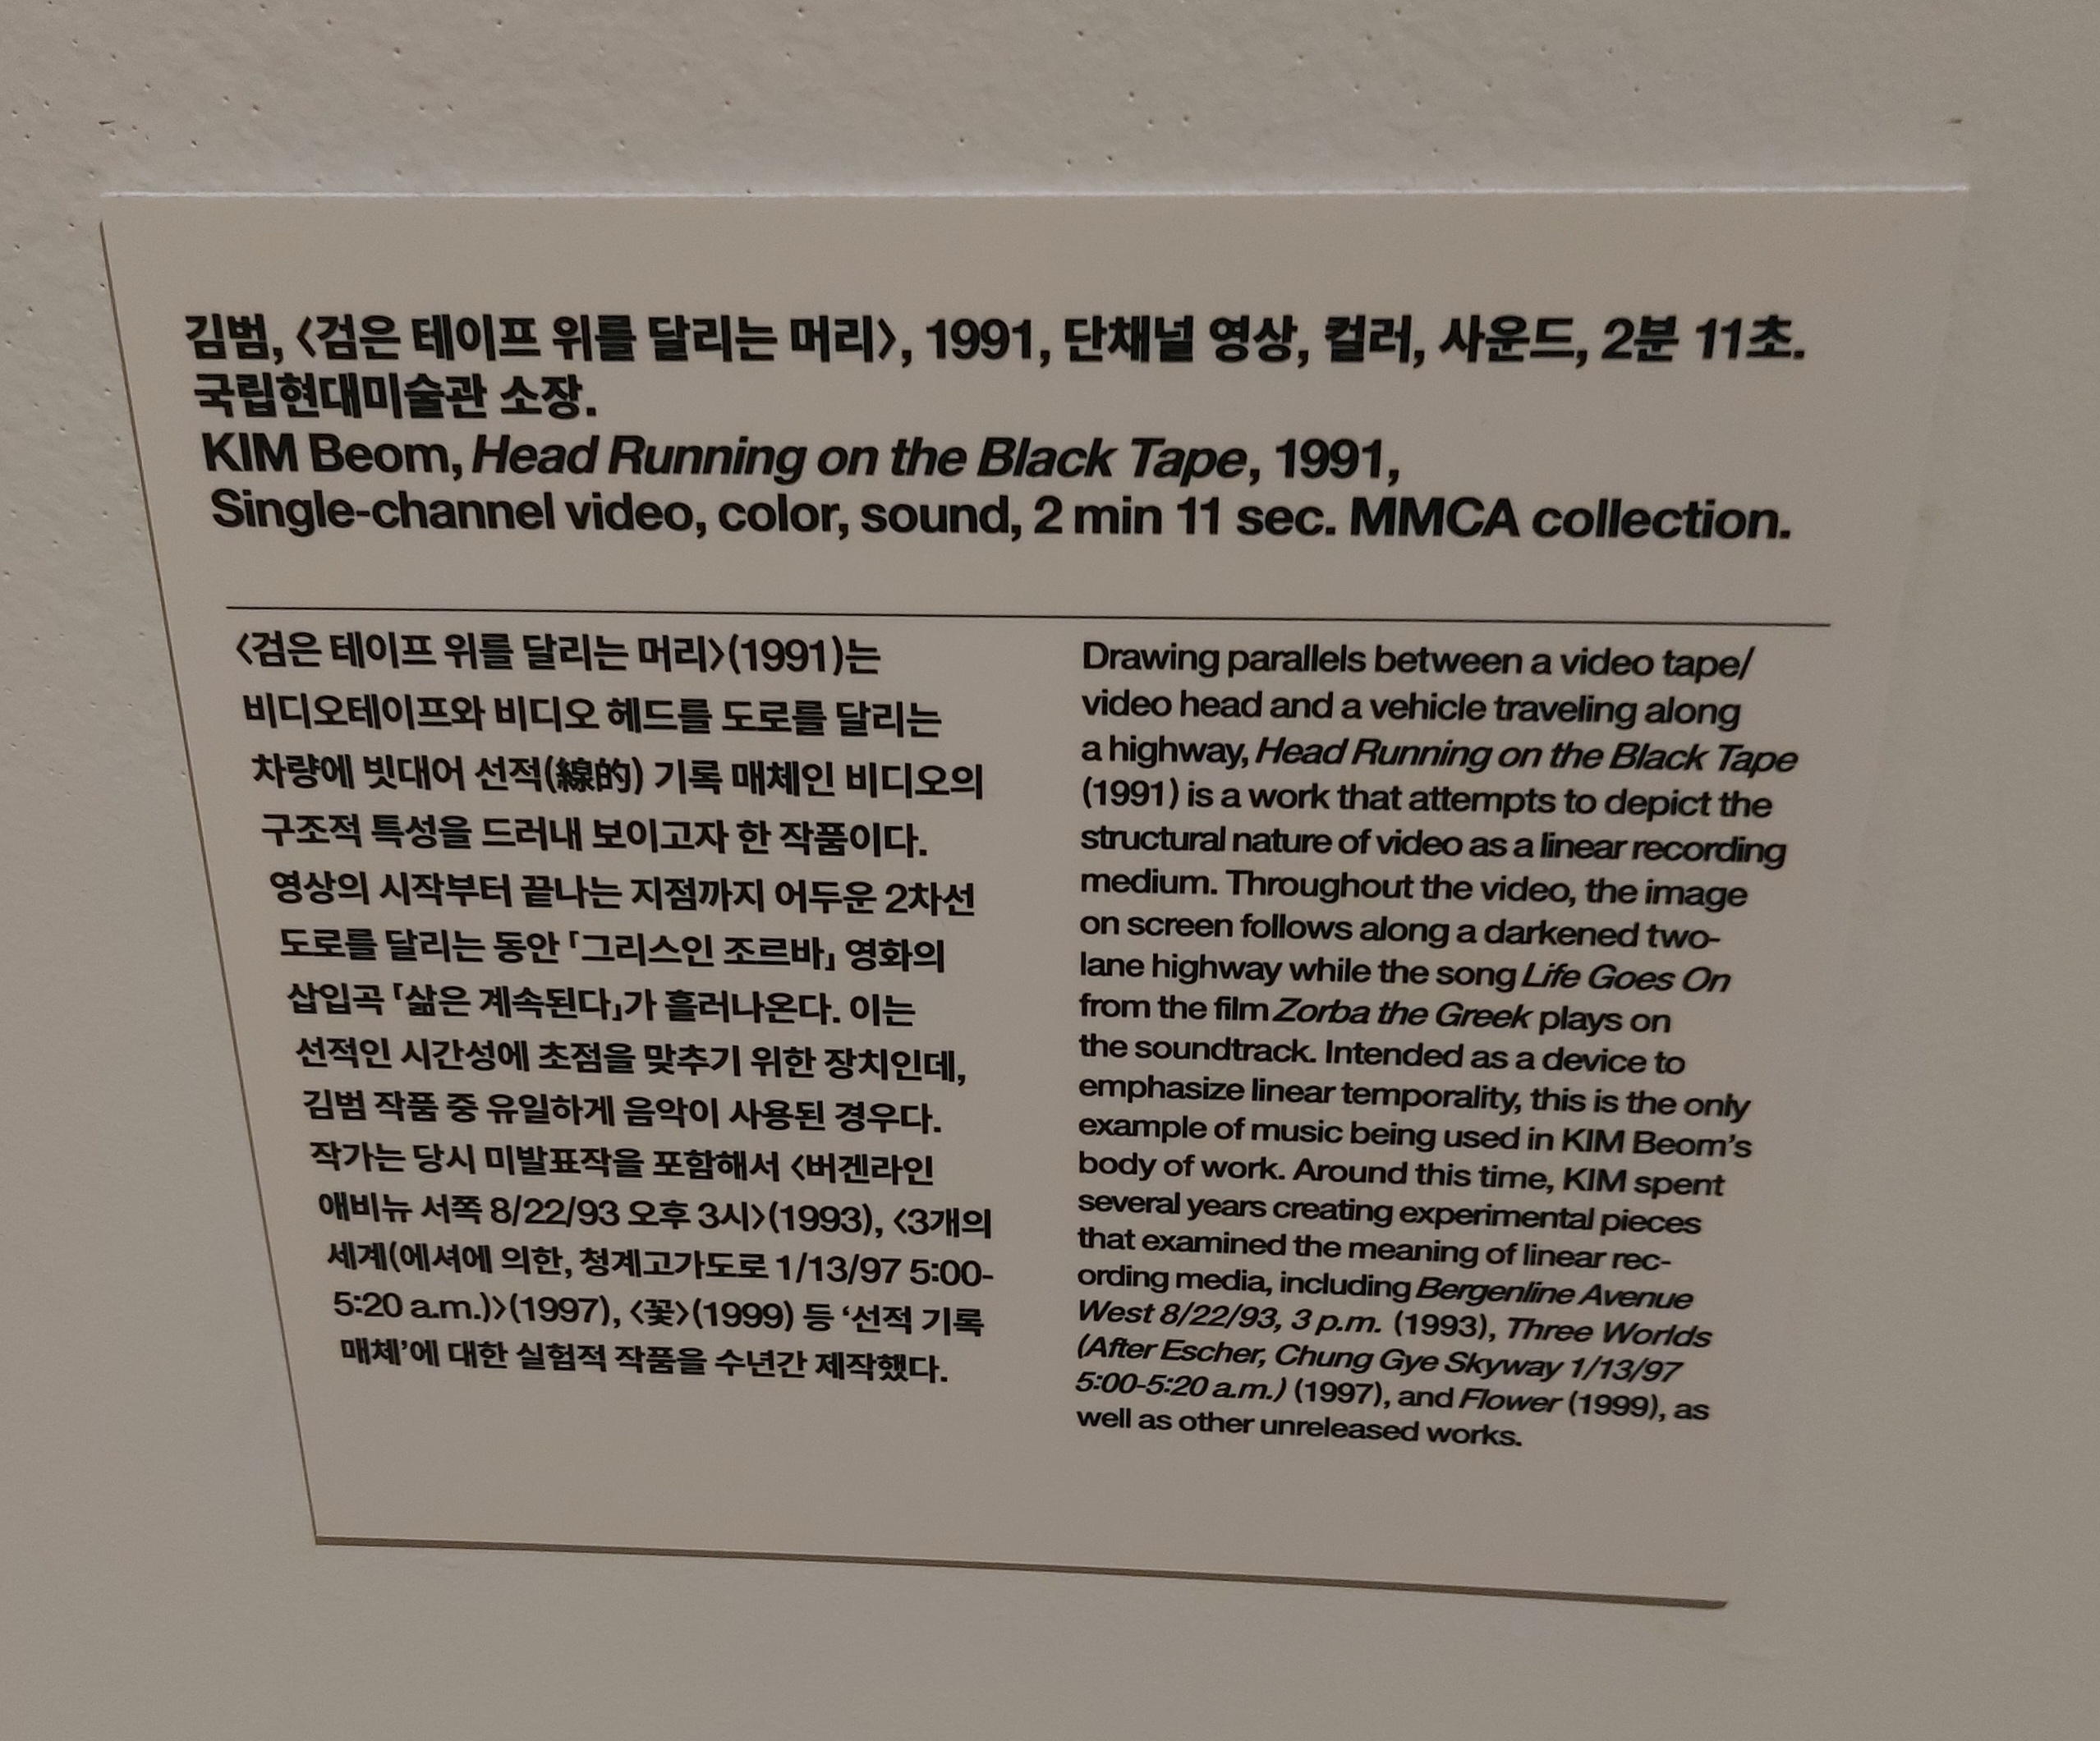 김범, 〈검은 테이프 위를 달리는 머리〉, 1991, 단채널 영상, 컬러, 사운드, 2분 11초.
국립현대미술관 소장.
KIM Beom, Head Running on the Black Tape, 1991,
Single-channel video, color, sound, 2 min 11 sec. MMCA collection.
〈검은 테이프 위를 달리는 머리〉(1991)는
비디오테이프와 비디오 헤드를 도로를 달리는
차량에 빗대어 선적(線的) 기록 매체인 비디오의
구조적 특성을 드러내 보이고자 한 작품이다.
영상의 시작부터 끝나는 지점까지 어두운 2차선
도로를 달리는 동안 「그리스인 조르바」 영화의
삽입곡 「삶은 계속된다」가 흘러나온다. 이는
선적인 시간성에 초점을 맞추기 위한 장치인데,
김범 작품 중 유일하게 음악이 사용된 경우다.
작가는 당시 미발표작을 포함해서 〈버겐라인
애비뉴 서쪽 8/22/93 오후 3시〉(1993), 〈3개의
세계(에셔에 의한, 청계고가도로 1/13/97 5:00-
5:20 a.m.)〉(1997), 〈꽃〉(1999) 등 ‘선적 기록
매체’에 대한 실험적 작품을 수년간 제작했다.
Drawing parallels between a video tape/
video head and a vehicle traveling along
a highway, Head Running on the Black Tape
(1991) is a work that attempts to depict the
structural nature of video as a linear recording
medium. Throughout the video, the image
on screen follows along a darkened two-
lane highway while the song Life Goes On
from the film Zorba the Greek plays on
the soundtrack. Intended as a device to
emphasize linear temporality, this is the only
example of music being used in KIM Beom’s
body of work. Around this time, KIM spent
several years creating experimental pieces
that examined the meaning of linear rec-
ording media, including Bergenline Avenue
West 8/22/93, 3 p.m. (1993), Three Worlds
(After Escher, Chung Gye Skyway 1/13/97
5:00-5:20 a.m.) (1997), and Flower (1999), as
well as other unreleased works.